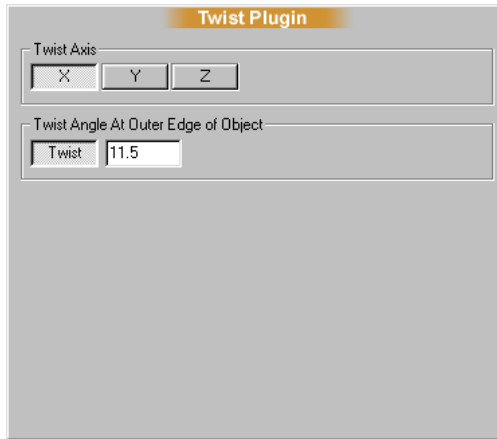 Twist Plugin
Twist Axis
X Y Z
Twist Angle At Outer Edge of Object
Twist 11.5